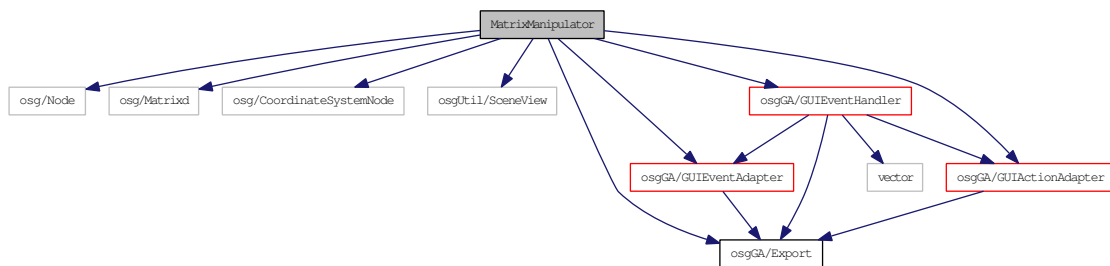 MatrixManipulator
osg/Node
osg/Matrixd
osg/CoordinateSystemNode
osgUtil/SceneView
osgGA/GUIEventHandler
osgGA/GUIEventAdapter
vector
osgGA/GUIActionAdapter
osgGA/Export